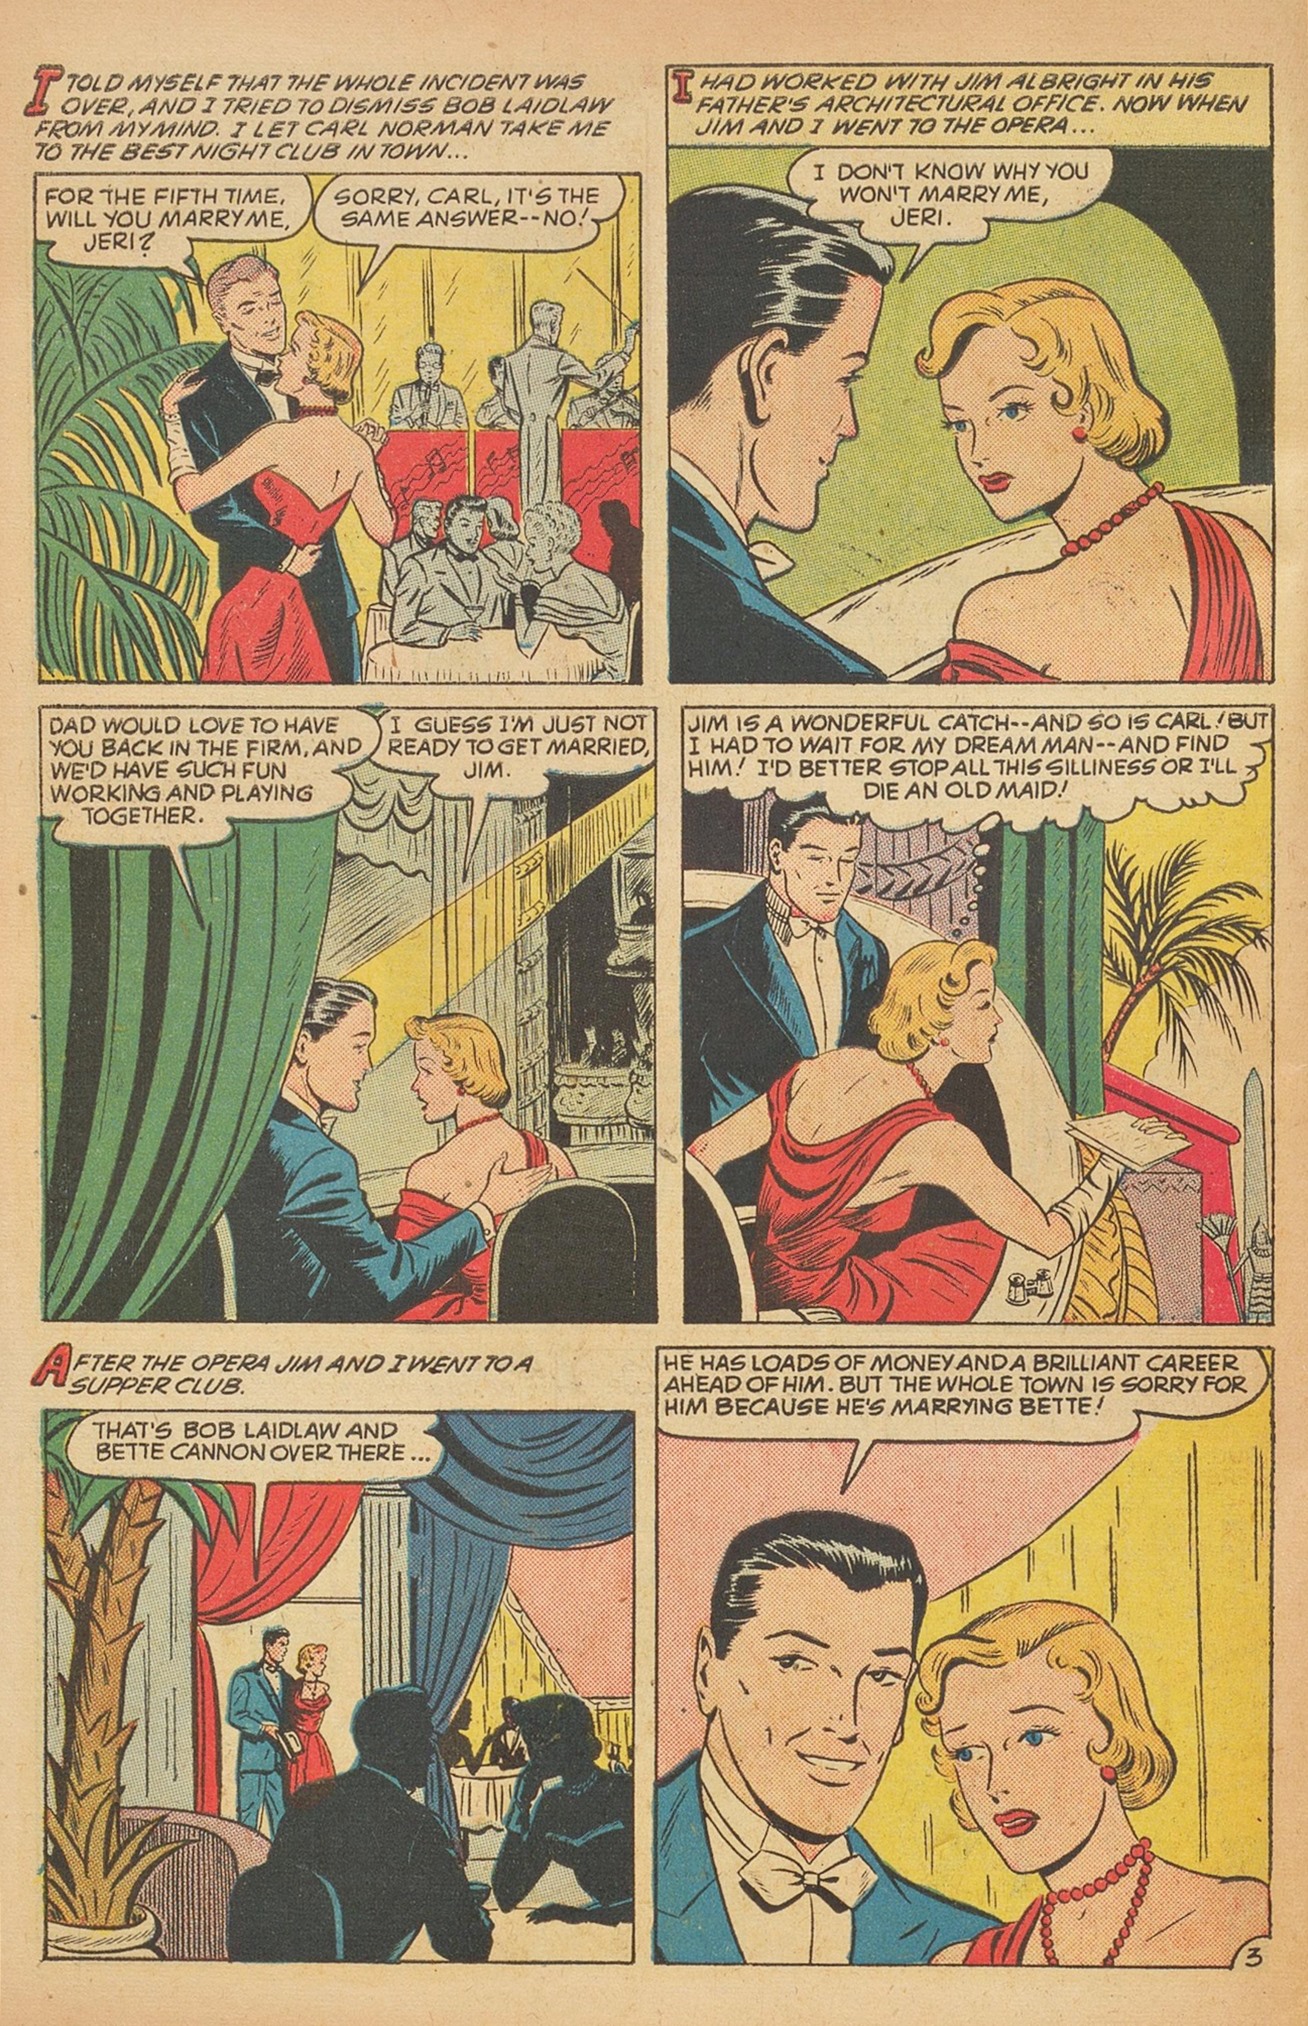 I TOLD MYSELF THAT THE WHOLE INCIDENT WAS
OVER, AND I TRIED TO DISMISS BOB LAIDLAW
FROM MY MIND. I LET CARL NORMAN TAKE ME
TO THE BEST NIGHT CLUB IN TOWN...
FOR THE FIFTH TIME,
WILL YOU MARRY ME,
JERI?
SORRY, CARL, IT'S THE
SAME ANSWER--NO!
I HAD WORKED WITH JIM ALBRIGHT IN HIS
FATHER'S ARCHITECTURAL OFFICE. NOW WHEN
JIM AND I WENT TO THE OPERA...
I DON'T KNOW WHY YOU
WON'T MARRY ME,
JERI.
DAD WOULD LOVE TO HAVE
YOU BACK IN THE FIRM, AND
WE'D HAVE SUCH FUN
WORKING AND PLAYING
TOGETHER.
I GUESS I'M JUST NOT
READY TO GET MARRIED,
JIM.
JIM IS A WONDERFUL CATCH--AND SO IS CARL! BUT
I HAD TO WAIT FOR MY DREAM MAN--AND FIND
HIM! I'D BETTER STOP ALL THIS SILLINESS OR I'LL
DIE AN OLD MAID!
AFTER THE OPERA JIM AND I WENT TO A
SUPPER CLUB.
THAT'S BOB LAIDLAW AND
BETTE CANNON OVER THERE...
HE HAS LOADS OF MONEY AND A BRILLIANT CAREER
AHEAD OF HIM. BUT THE WHOLE TOWN IS SORRY FOR
HIM BECAUSE HE'S MARRYING BETTE!
3